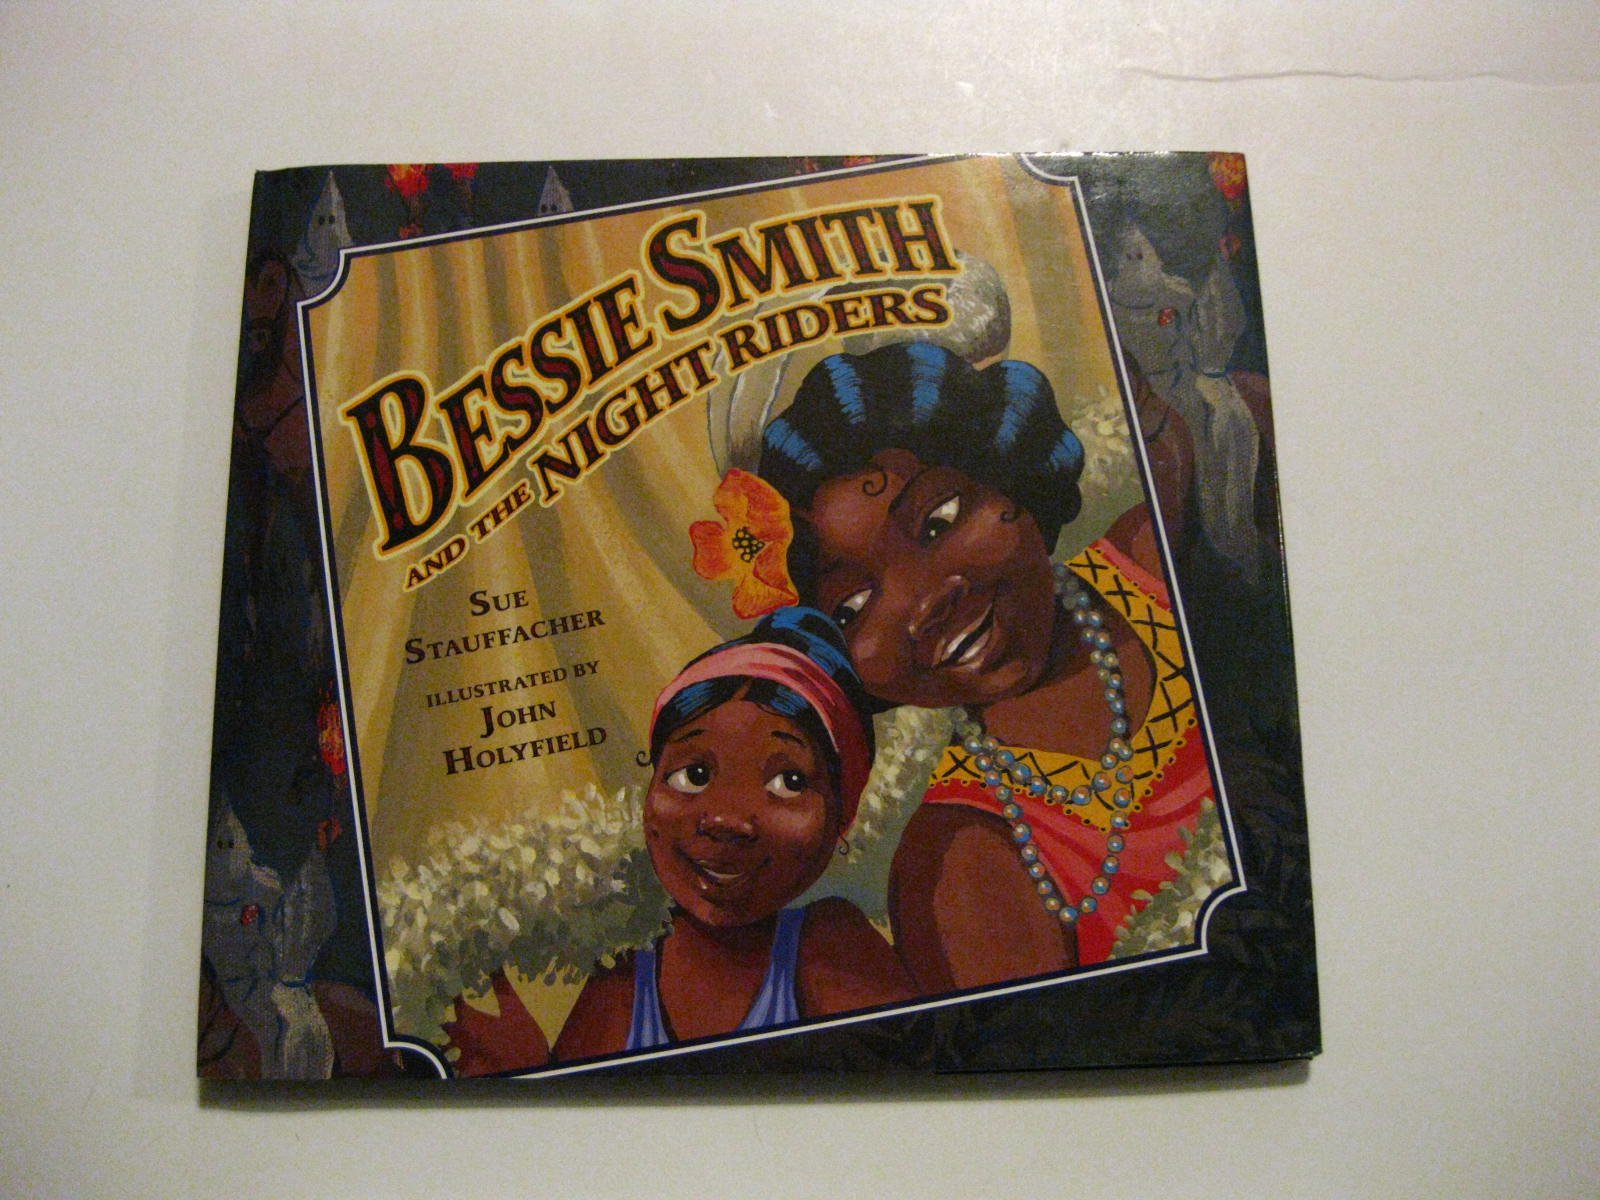 BESSIE SMITH
AND THE NIGHT RIDERS
SUE
STAUFFACHER
ILLUSTRATED BY
JOHN
HOLYFIELD